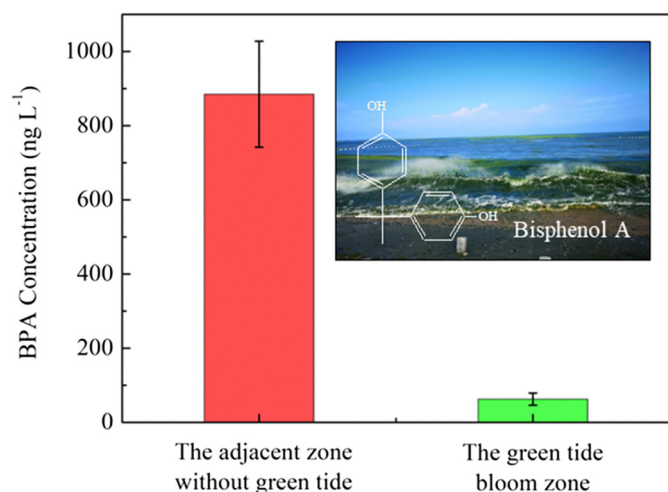 BPA Concentration (ng L⁻¹)
1000
800
600
400
200
0
OH
OH
Bisphenol A
The adjacent zone
without green tide
The green tide
bloom zone